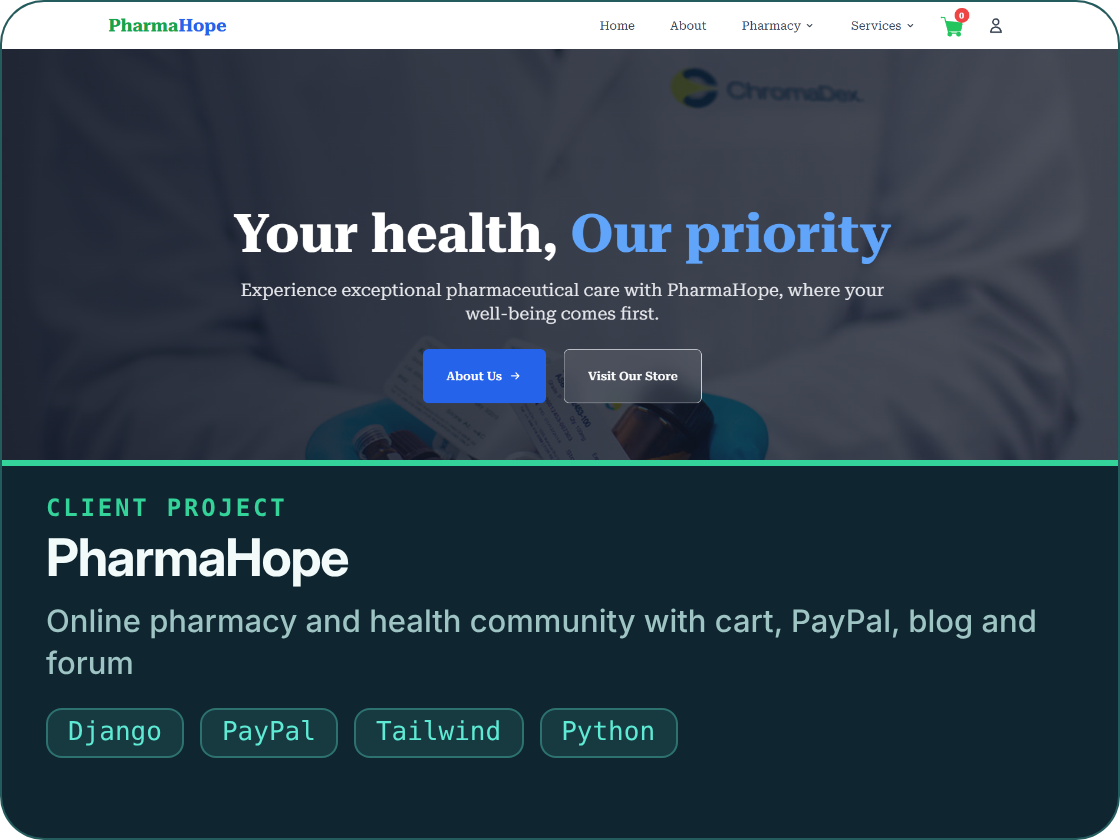 PharmaHope
Home About Pharmacy Services 0
ChromaDex
Your health, Our priority
Experience exceptional pharmaceutical care with PharmaHope, where your
well-being comes first.
About Us → Visit Our Store
CLIENT PROJECT
PharmaHope
Online pharmacy and health community with cart, PayPal, blog and
forum
Django PayPal Tailwind Python